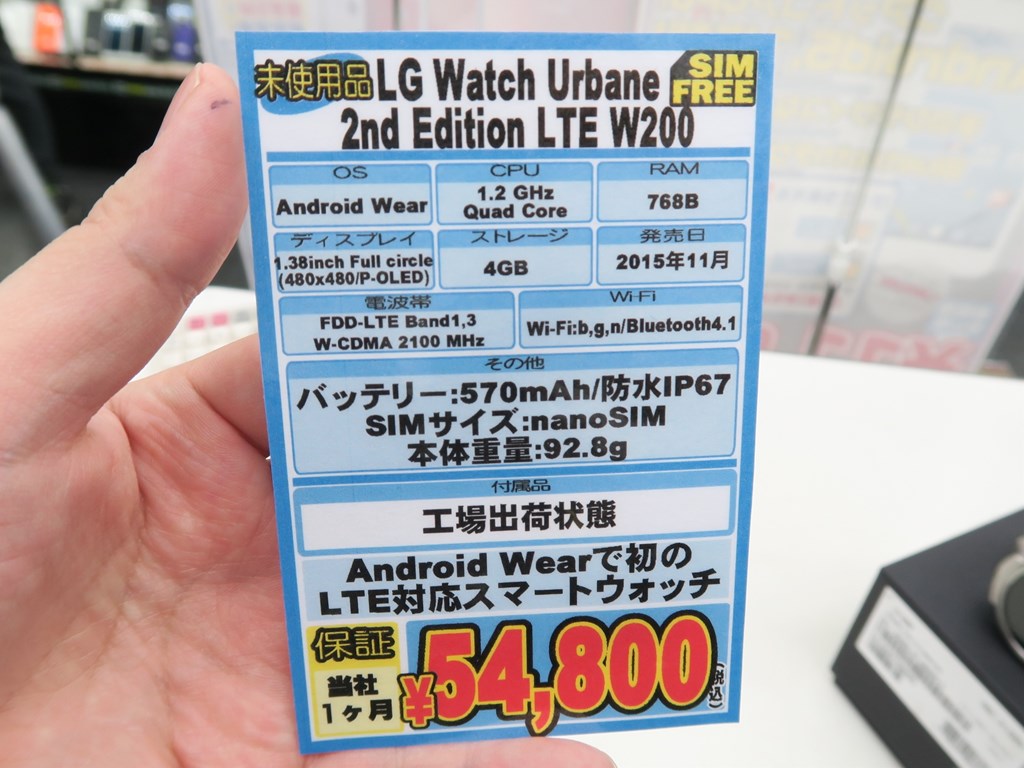 未使用品 LG Watch Urbane SIM FREE
2nd Edition LTE W200
OS
Android Wear
CPU
1.2 GHz
Quad Core
RAM
768B
ディスプレイ
1.38inch Full circle
(480x480/P-OLED)
ストレージ
4GB
発売日
2015年11月
電波帯
FDD-LTE Band1,3
W-CDMA 2100 MHz
Wi-Fi
Wi-Fi:b,g,n/Bluetooth4.1
その他
バッテリー:570mAh/防水IP67
SIMサイズ:nanoSIM
本体重量:92.8g
付属品
工場出荷状態
Android Wearで初の
LTE対応スマートウォッチ
保証
当社
1ヶ月
¥54,800(税込)